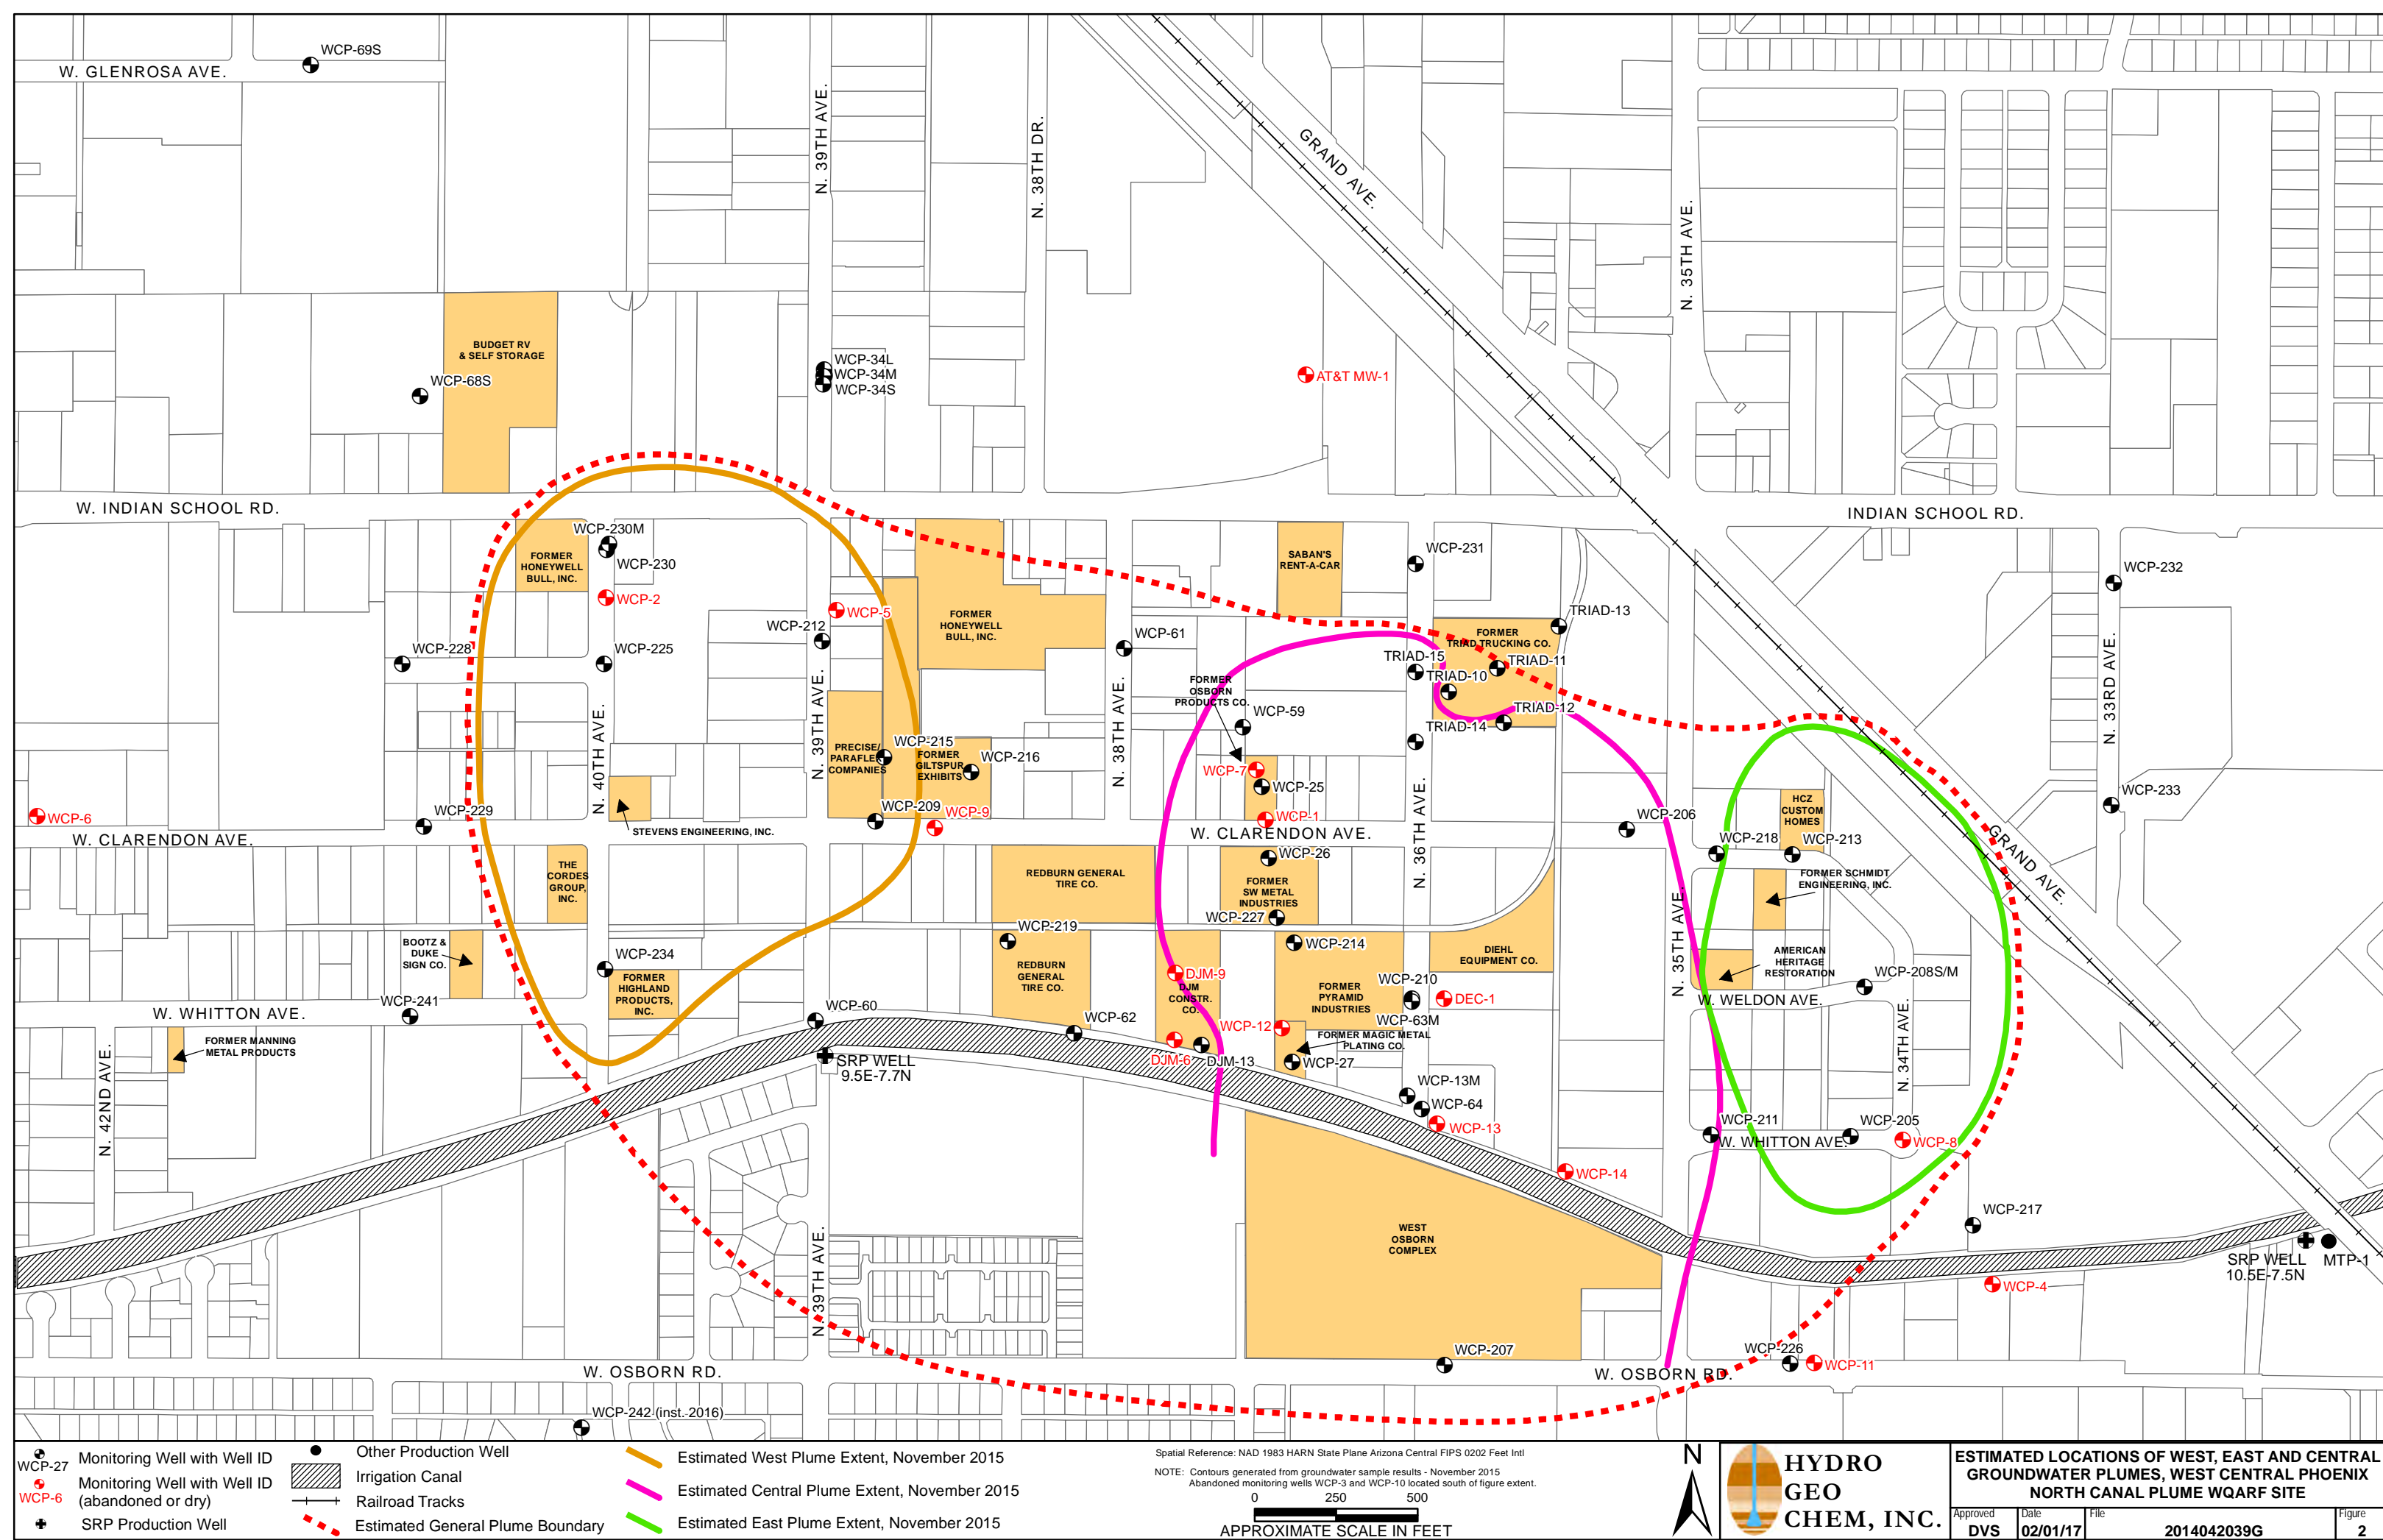 WCP-69S
W. GLENROSA AVE.
N. 39TH AVE.
N. 38TH DR.
GRAND AVE.
N. 35TH AVE.
BUDGET RV
& SELF STORAGE
WCP-68S
WCP-34L
WCP-34M
WCP-34S
AT&T MW-1
W. INDIAN SCHOOL RD.
INDIAN SCHOOL RD.
WCP-230M
WCP-230
FORMER
HONEYWELL
BULL, INC.
WCP-2
WCP-5
WCP-212
FORMER
HONEYWELL
BULL, INC.
WCP-61
SABAN'S
RENT-A-CAR
WCP-231
TRIAD-13
FORMER
TRIAD TRUCKING CO.
TRIAD-15
TRIAD-11
TRIAD-10
TRIAD-12
TRIAD-14
WCP-232
WCP-228
WCP-225
FORMER
OSBORN
PRODUCTS CO.
WCP-59
N. 33RD AVE.
N. 40TH AVE.
N. 39TH AVE.
N. 38TH AVE.
PRECISE/
PARAFLEX
COMPANIES
WCP-215
FORMER
GILTSPUR
EXHIBITS
WCP-216
WCP-7
WCP-25
WCP-1
N. 36TH AVE.
WCP-206
HCZ
CUSTOM
HOMES
WCP-233
WCP-6
WCP-229
STEVENS ENGINEERING, INC.
WCP-209
WCP-9
W. CLARENDON AVE.
W. CLARENDON AVE.
WCP-218
WCP-213
GRAND AVE.
THE
CORDES
GROUP,
INC.
REDBURN GENERAL
TIRE CO.
WCP-26
FORMER
SW METAL
INDUSTRIES
WCP-227
FORMER SCHMIDT
ENGINEERING, INC.
BOOTZ &
DUKE
SIGN CO.
WCP-234
FORMER
HIGHLAND
PRODUCTS,
INC.
WCP-219
REDBURN
GENERAL
TIRE CO.
DJM-9
DJM
CONSTR.
CO.
WCP-214
FORMER
PYRAMID
INDUSTRIES
DIEHL
EQUIPMENT CO.
N. 35TH AVE.
AMERICAN
HERITAGE
RESTORATION
WCP-208S/M
W. WELDON AVE.
WCP-241
W. WHITTON AVE.
WCP-60
WCP-62
WCP-210
DEC-1
WCP-63M
WCP-12
FORMER MAGIC METAL
PLATING CO.
WCP-27
DJM-6
DJM-13
FORMER MANNING
METAL PRODUCTS
N. 42ND AVE.
SRP WELL
9.5E-7.7N
WCP-13M
WCP-64
WCP-13
WCP-14
N. 34TH AVE.
WCP-211
WCP-205
W. WHITTON AVE.
WCP-8
WEST
OSBORN
COMPLEX
WCP-217
SRP WELL
10.5E-7.5N
MTP-1
WCP-4
N. 39TH AVE.
WCP-207
WCP-226
WCP-11
W. OSBORN RD.
W. OSBORN RD.
WCP-242 (inst. 2016)
WCP-27
Monitoring Well with Well ID
WCP-6
Monitoring Well with Well ID
(abandoned or dry)
SRP Production Well
Other Production Well
Irrigation Canal
Railroad Tracks
Estimated General Plume Boundary
Estimated West Plume Extent, November 2015
Estimated Central Plume Extent, November 2015
Estimated East Plume Extent, November 2015
Spatial Reference: NAD 1983 HARN State Plane Arizona Central FIPS 0202 Feet Intl
NOTE: Contours generated from groundwater sample results - November 2015
Abandoned monitoring wells WCP-3 and WCP-10 located south of figure extent.
0 250 500
APPROXIMATE SCALE IN FEET
N
HYDRO
GEO
CHEM, INC.
ESTIMATED LOCATIONS OF WEST, EAST AND CENTRAL
GROUNDWATER PLUMES, WEST CENTRAL PHOENIX
NORTH CANAL PLUME WQARF SITE
Approved Date File Figure
DVS 02/01/17 2014042039G 2